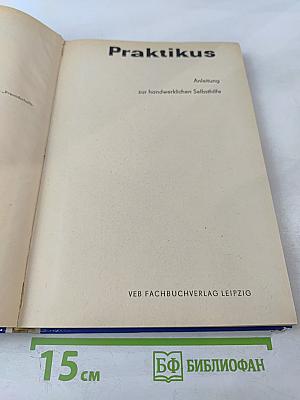 Praktikus
Anleitung
zur handwerklichen Selbsthilfe
VEB FACHBUCHVERLAG LEIPZIG
15 см
БФ БИБЛИОФАН